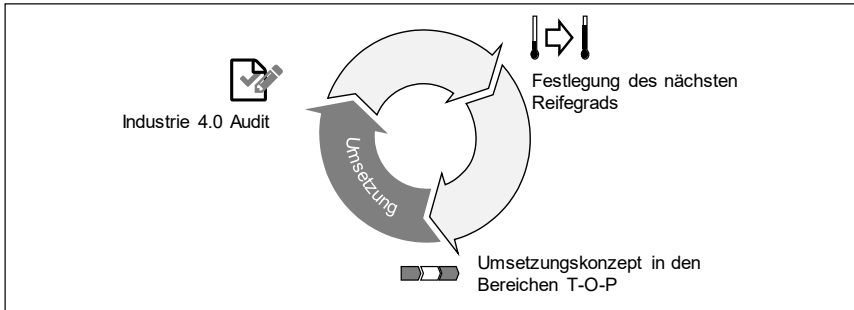 Festlegung des nächsten
Reifegrads
Industrie 4.0 Audit
Umsetzung
Umsetzungskonzept in den
Bereichen T-O-P